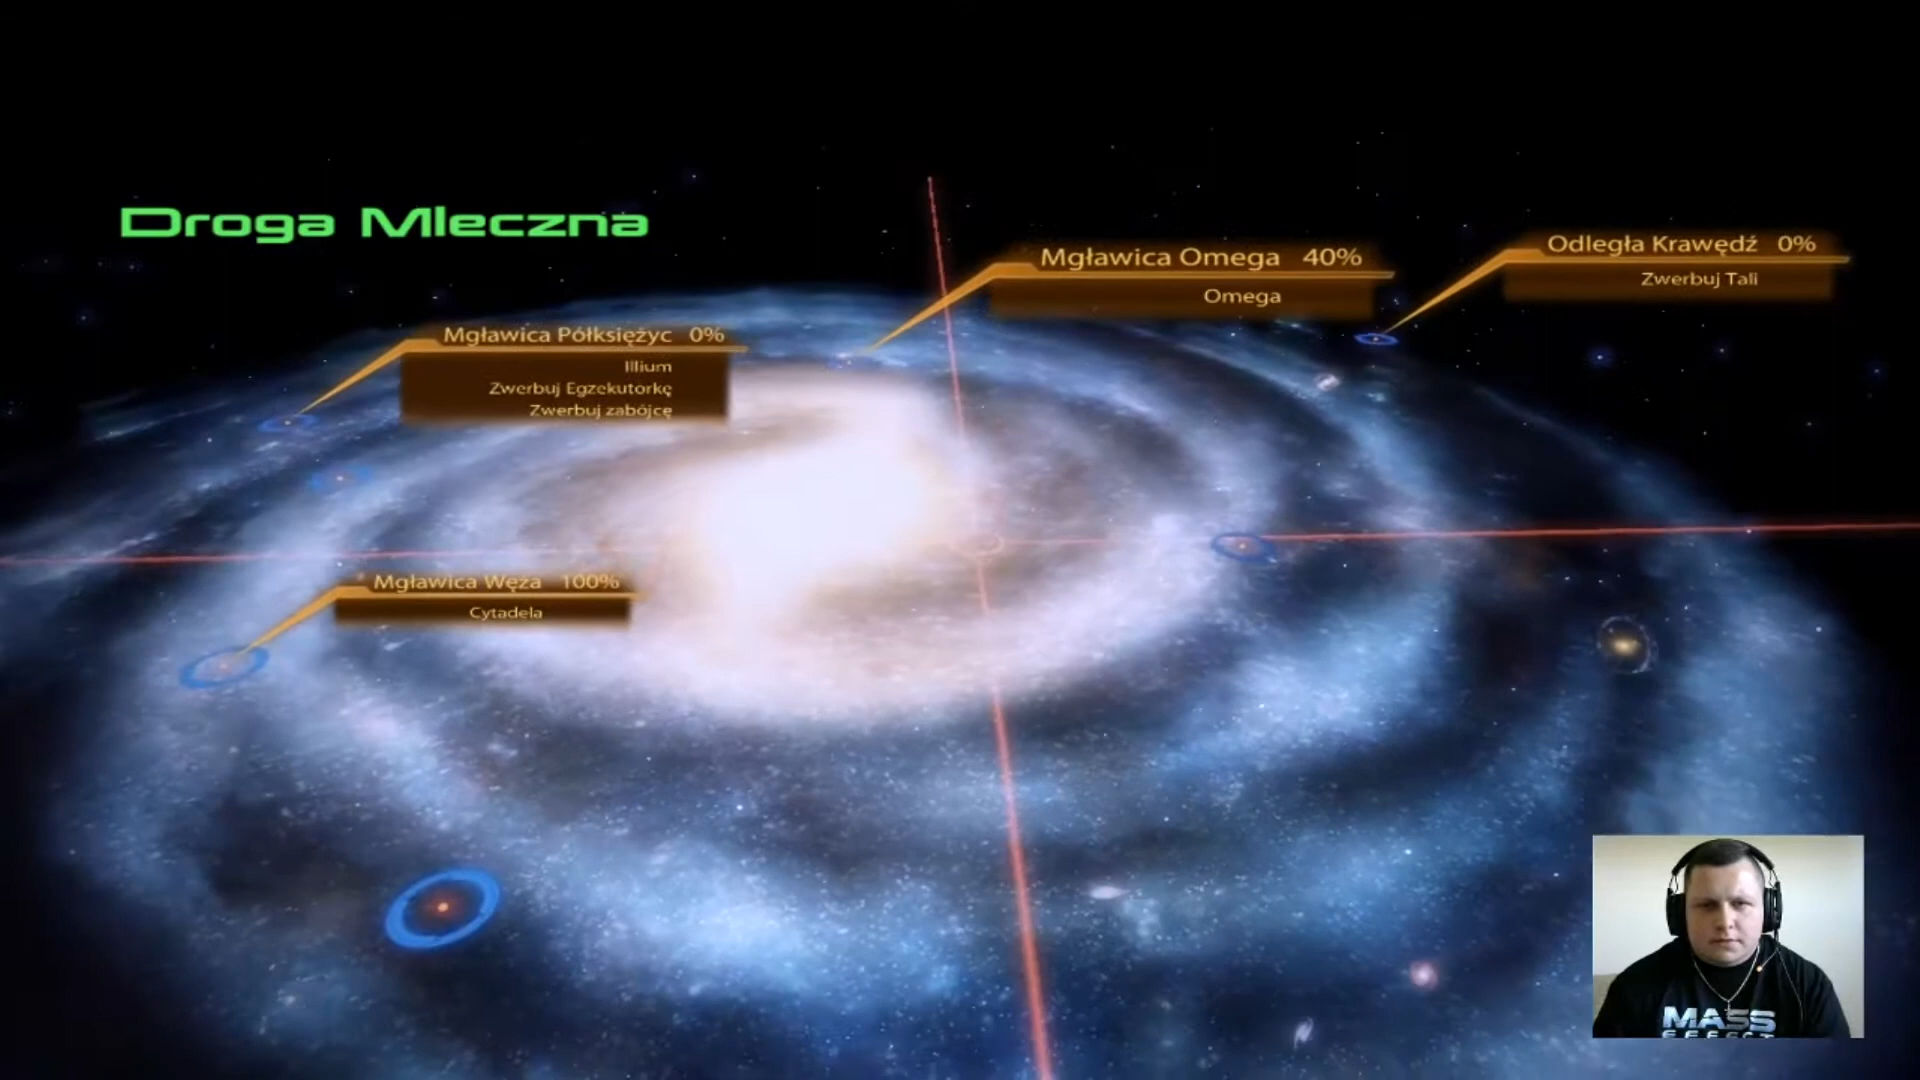 Droga Mleczna
Mgławica Omega 40%
Omega
Odległa Krawędź 0%
Zwerbuj Tali
Mgławica Półksiężyc 0%
Illium
Zwerbuj Egzekutorkę
Zwerbuj zabójcę
Mgławica Węża 100%
Cytadela
MASS
EFFECT